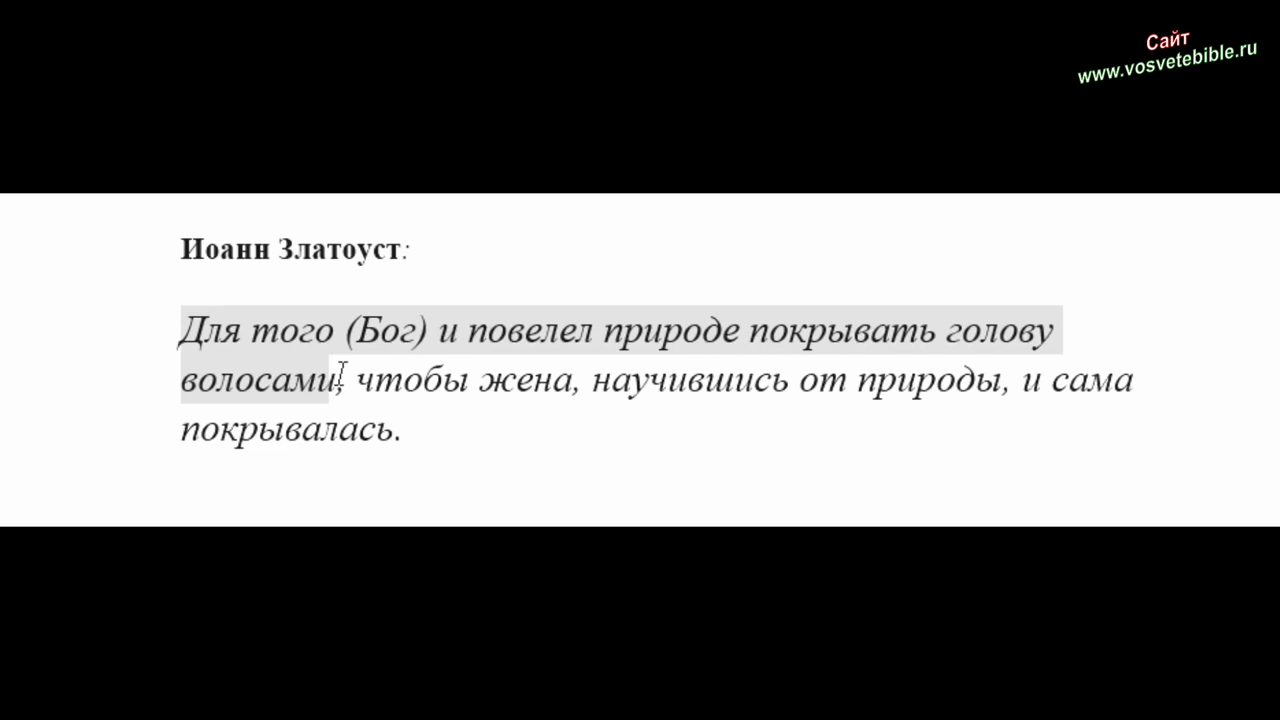 Сайт
www.vosvetebible.ru
Иоанн Златоуст:
Для того (Бог) и повелел природе покрывать голову
волосами, чтобы жена, научившись от природы, и сама
покрывалась.